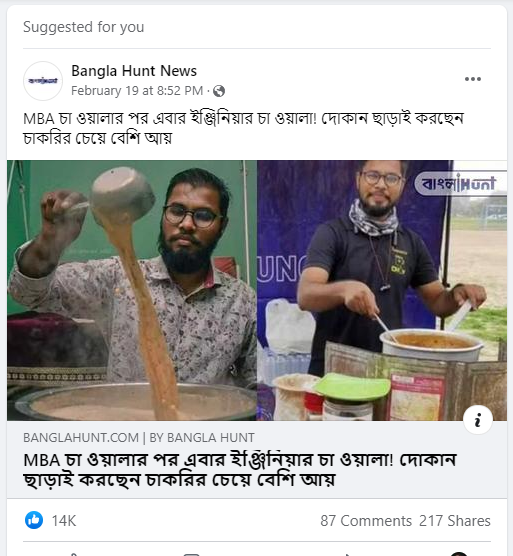 Suggested for you
Bangla Hunt News
February 19 at 8:52 PM ·
MBA চা ওয়ালার পর এবার ইঞ্জিনিয়ার চা ওয়ালা! দোকান ছাড়াই করছেন
চাকরির চেয়ে বেশি আয়
বাংলাHunt
BANGLAHUNT.COM | BY BANGLA HUNT
MBA চা ওয়ালার পর এবার ইঞ্জিনিয়ার চা ওয়ালা! দোকান
ছাড়াই করছেন চাকরির চেয়ে বেশি আয়
14K
87 Comments 217 Shares